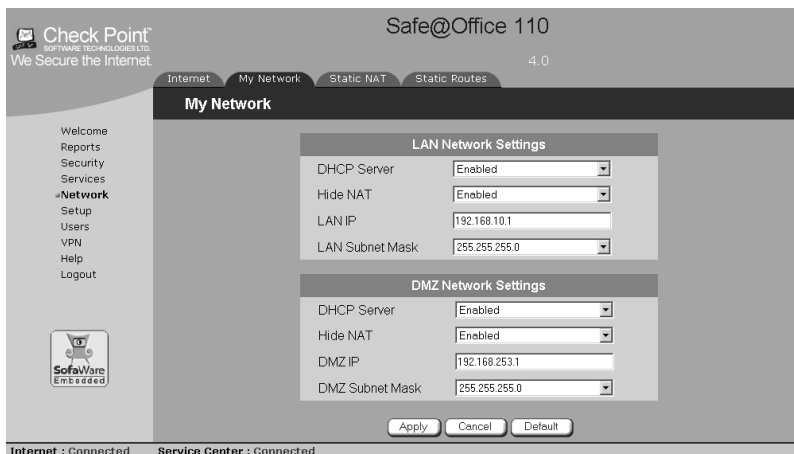 Check Point™
SOFTWARE TECHNOLOGIES LTD.
We Secure the Internet.
Safe@Office 110
4.0
Internet
My Network
Static NAT
Static Routes
My Network
Welcome
Reports
Security
Services
Network
Setup
Users
VPN
Help
Logout
SofaWare
Embedded
LAN Network Settings
DHCP Server Enabled
Hide NAT Enabled
LAN IP 192.168.10.1
LAN Subnet Mask 255.255.255.0
DMZ Network Settings
DHCP Server Enabled
Hide NAT Enabled
DMZ IP 192.168.253.1
DMZ Subnet Mask 255.255.255.0
Apply Cancel Default
Internet : Connected Service Center : Connected